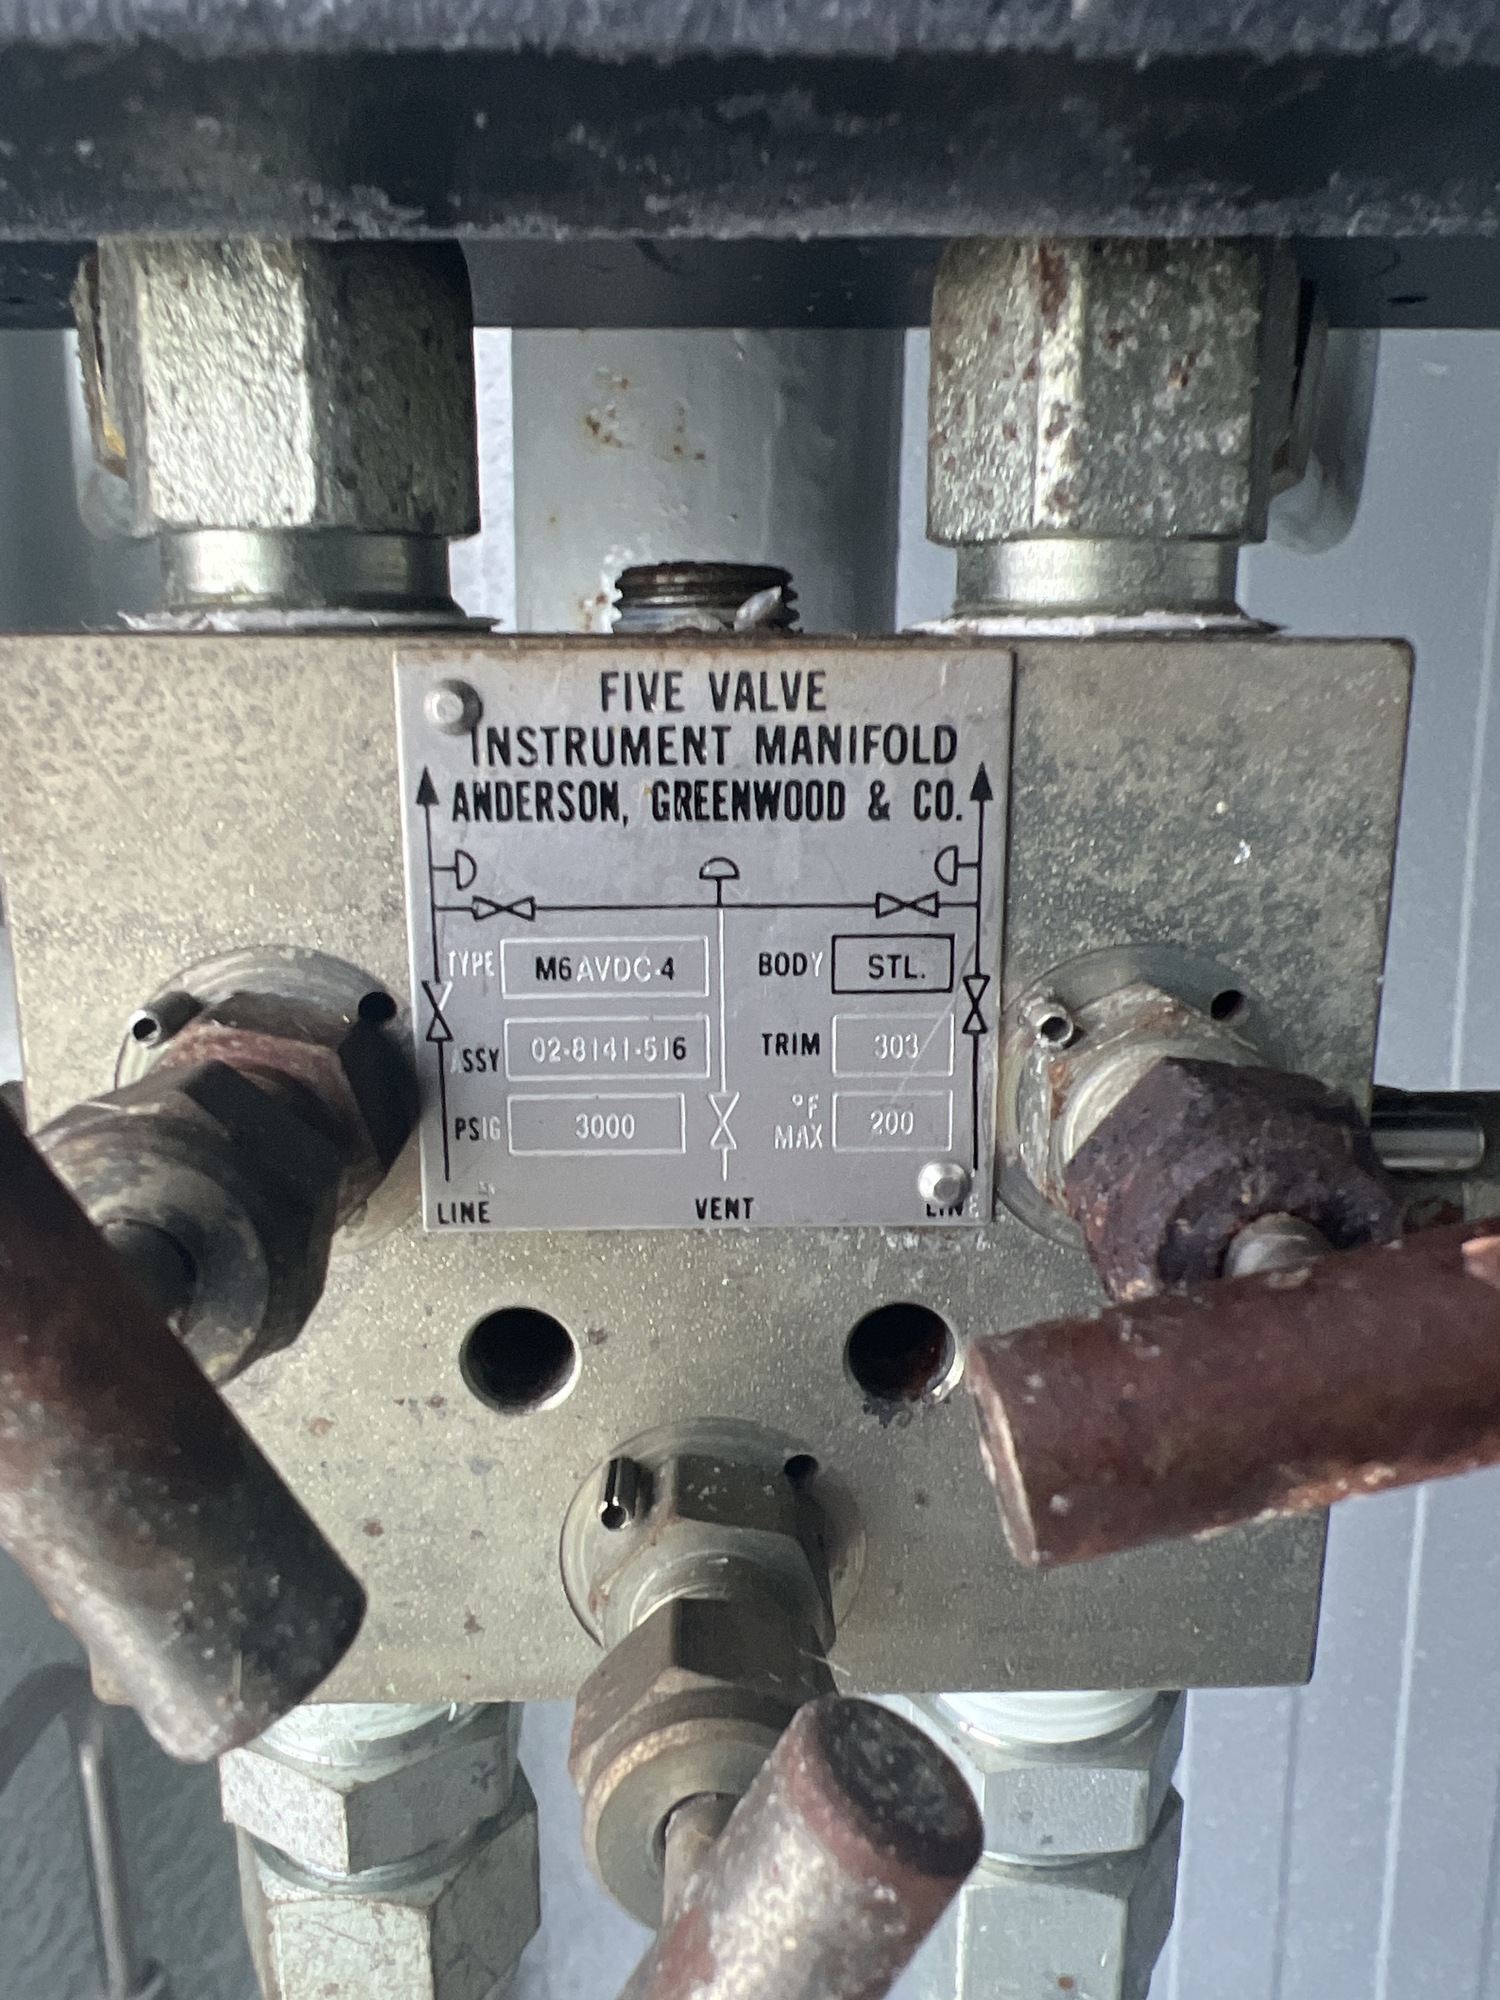 FIVE VALVE
INSTRUMENT MANIFOLD
ANDERSON, GREENWOOD & CO.
TYPE M6AVDC-4 BODY STL.
ASSY 02-8141-516 TRIM 303
PSIG 3000 °F MAX 200
LINE VENT LINE